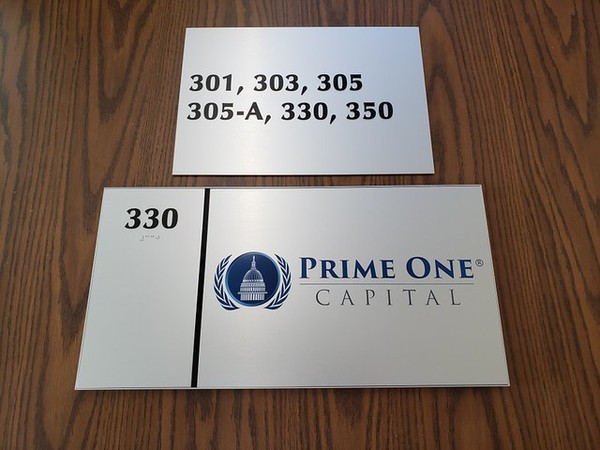 301, 303, 305
305-A, 330, 350
330
PRIME ONE®
CAPITAL